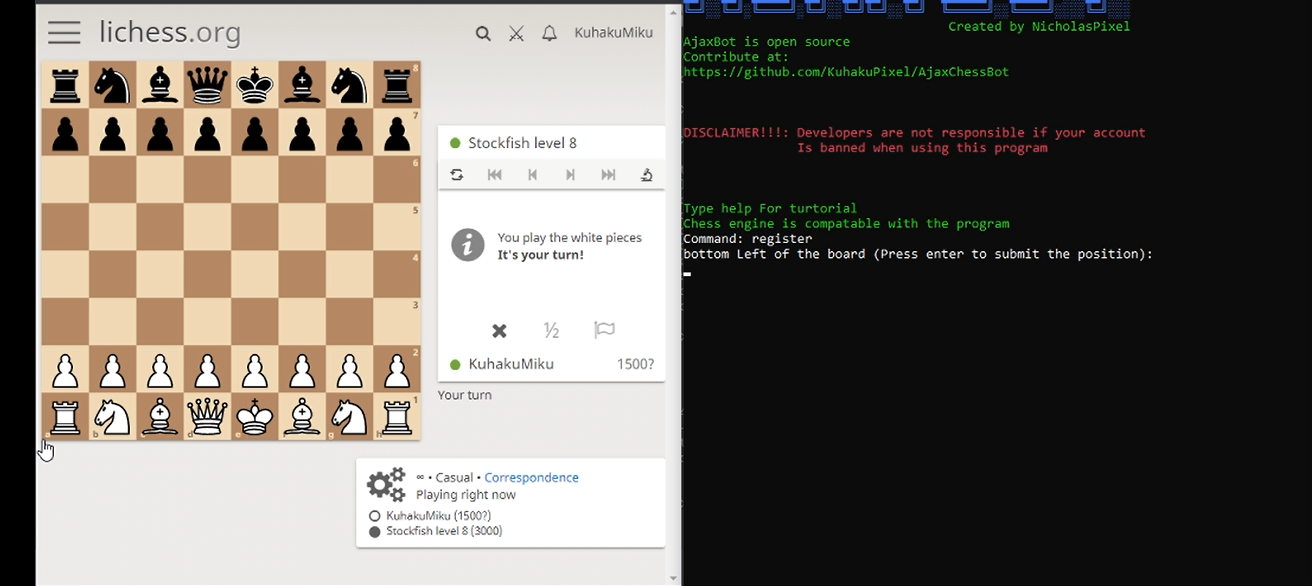 lichess.org
KuhakuMiku
8
7
6
5
4
3
2
1
a b c d e f g h
Stockfish level 8
You play the white pieces
It's your turn!
½
KuhakuMiku 1500?
Your turn
∞ • Casual • Correspondence
Playing right now
KuhakuMiku (1500?)
Stockfish level 8 (3000)
Created by NicholasPixel
AjaxBot is open source
Contribute at:
https://github.com/KuhakuPixel/AjaxChessBot
DISCLAIMER!!!: Developers are not responsible if your account
Is banned when using this program
Type help For turtorial
Chess engine is compatable with the program
Command: register
bottom Left of the board (Press enter to submit the position):